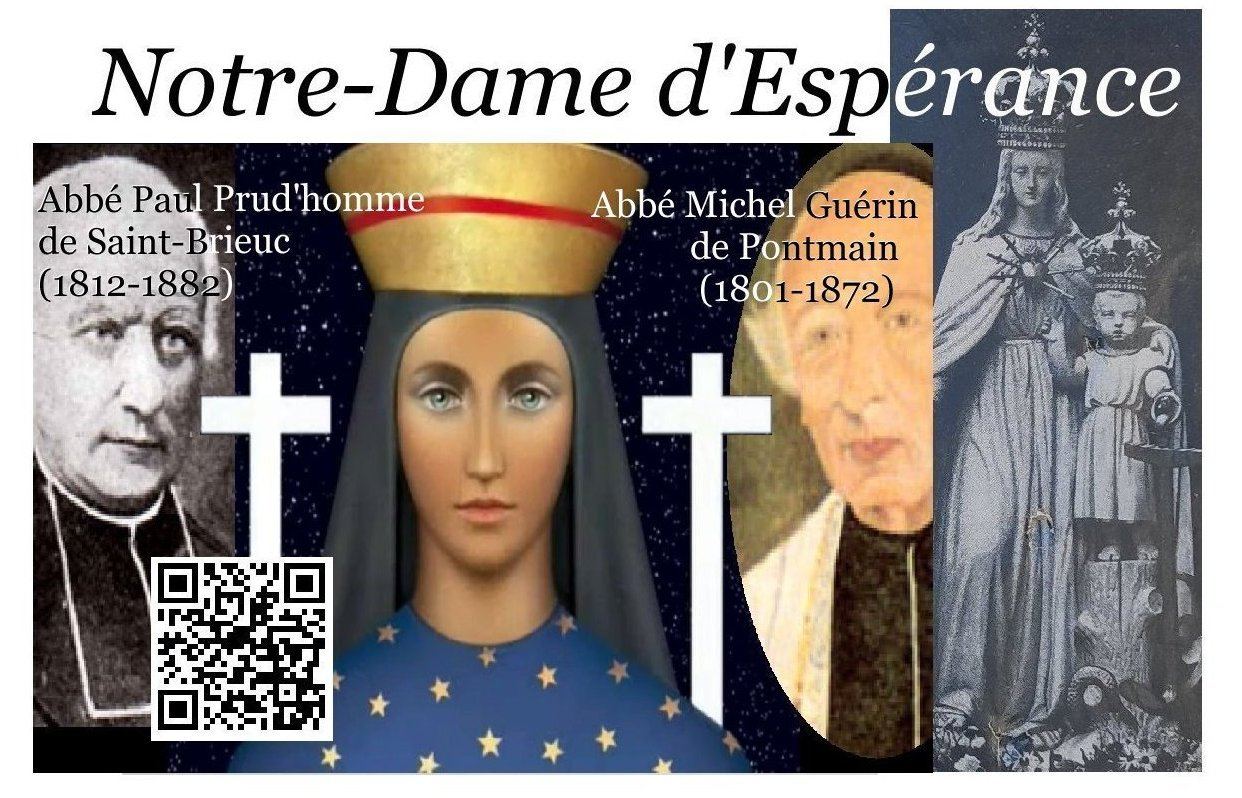 Notre-Dame d'Espérance
Abbé Paul Prud'homme
de Saint-Brieuc
(1812-1882)
Abbé Michel Guérin
de Pontmain
(1801-1872)